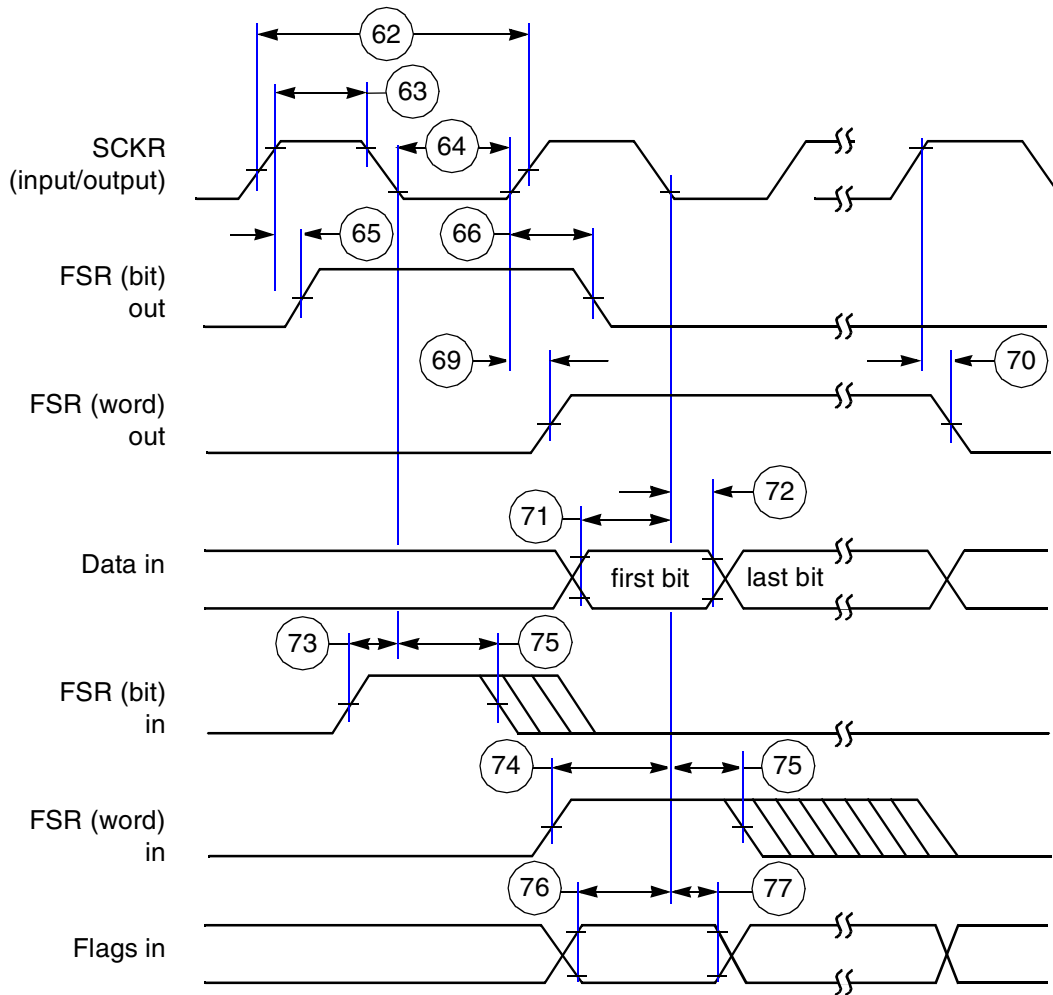 62
63
SCKR
(input/output)
64
65
66
FSR (bit)
out
69
70
FSR (word)
out
71
72
Data in
first bit
last bit
73
75
FSR (bit)
in
74
75
FSR (word)
in
76
77
Flags in